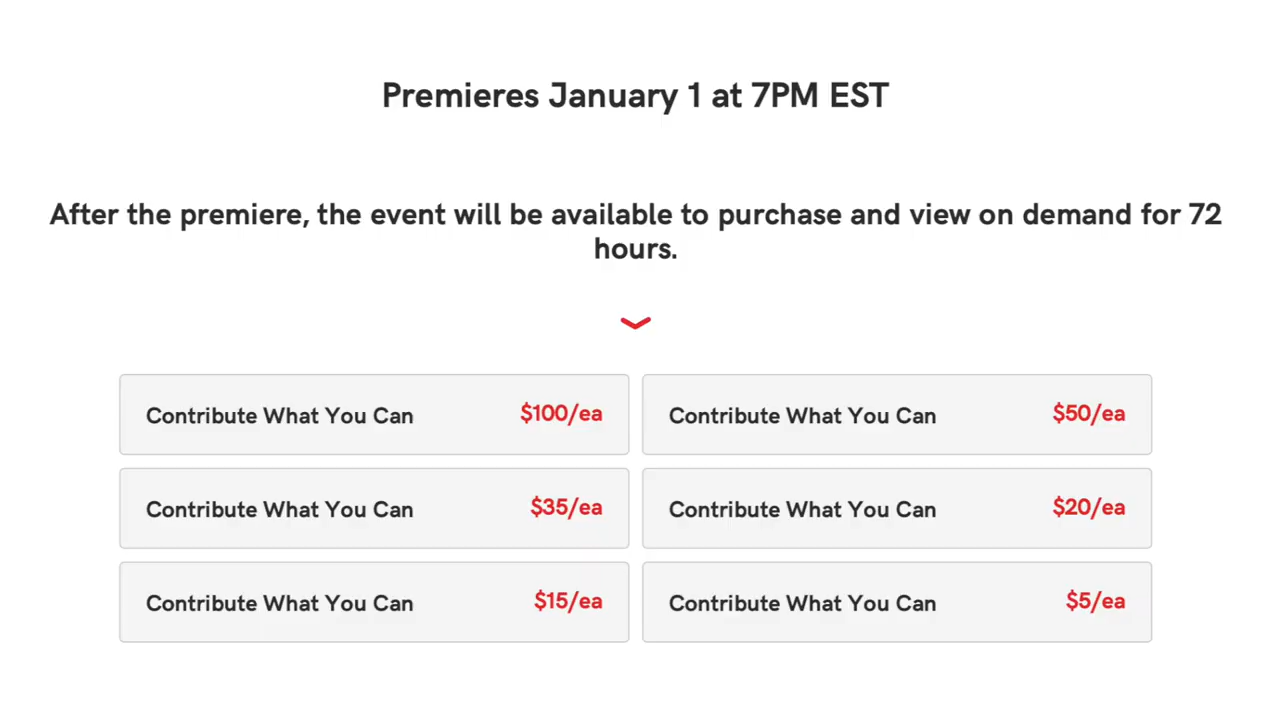 Premieres January 1 at 7PM EST
After the premiere, the event will be available to purchase and view on demand for 72
hours.
Contribute What You Can $100/ea
Contribute What You Can $50/ea
Contribute What You Can $35/ea
Contribute What You Can $20/ea
Contribute What You Can $15/ea
Contribute What You Can $5/ea